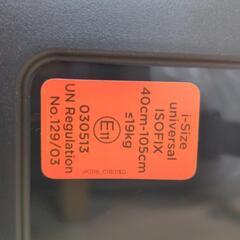 i-Size
universal
ISOFIX
40cm-105cm
≤19kg
E11
030513
UN Regulation
No.129/03